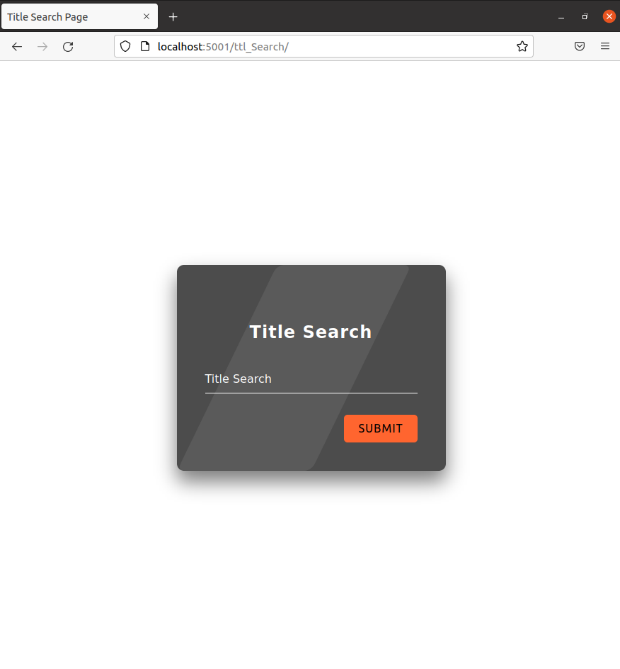 Title Search Page
localhost:5001/ttl_Search/
Title Search
Title Search
SUBMIT